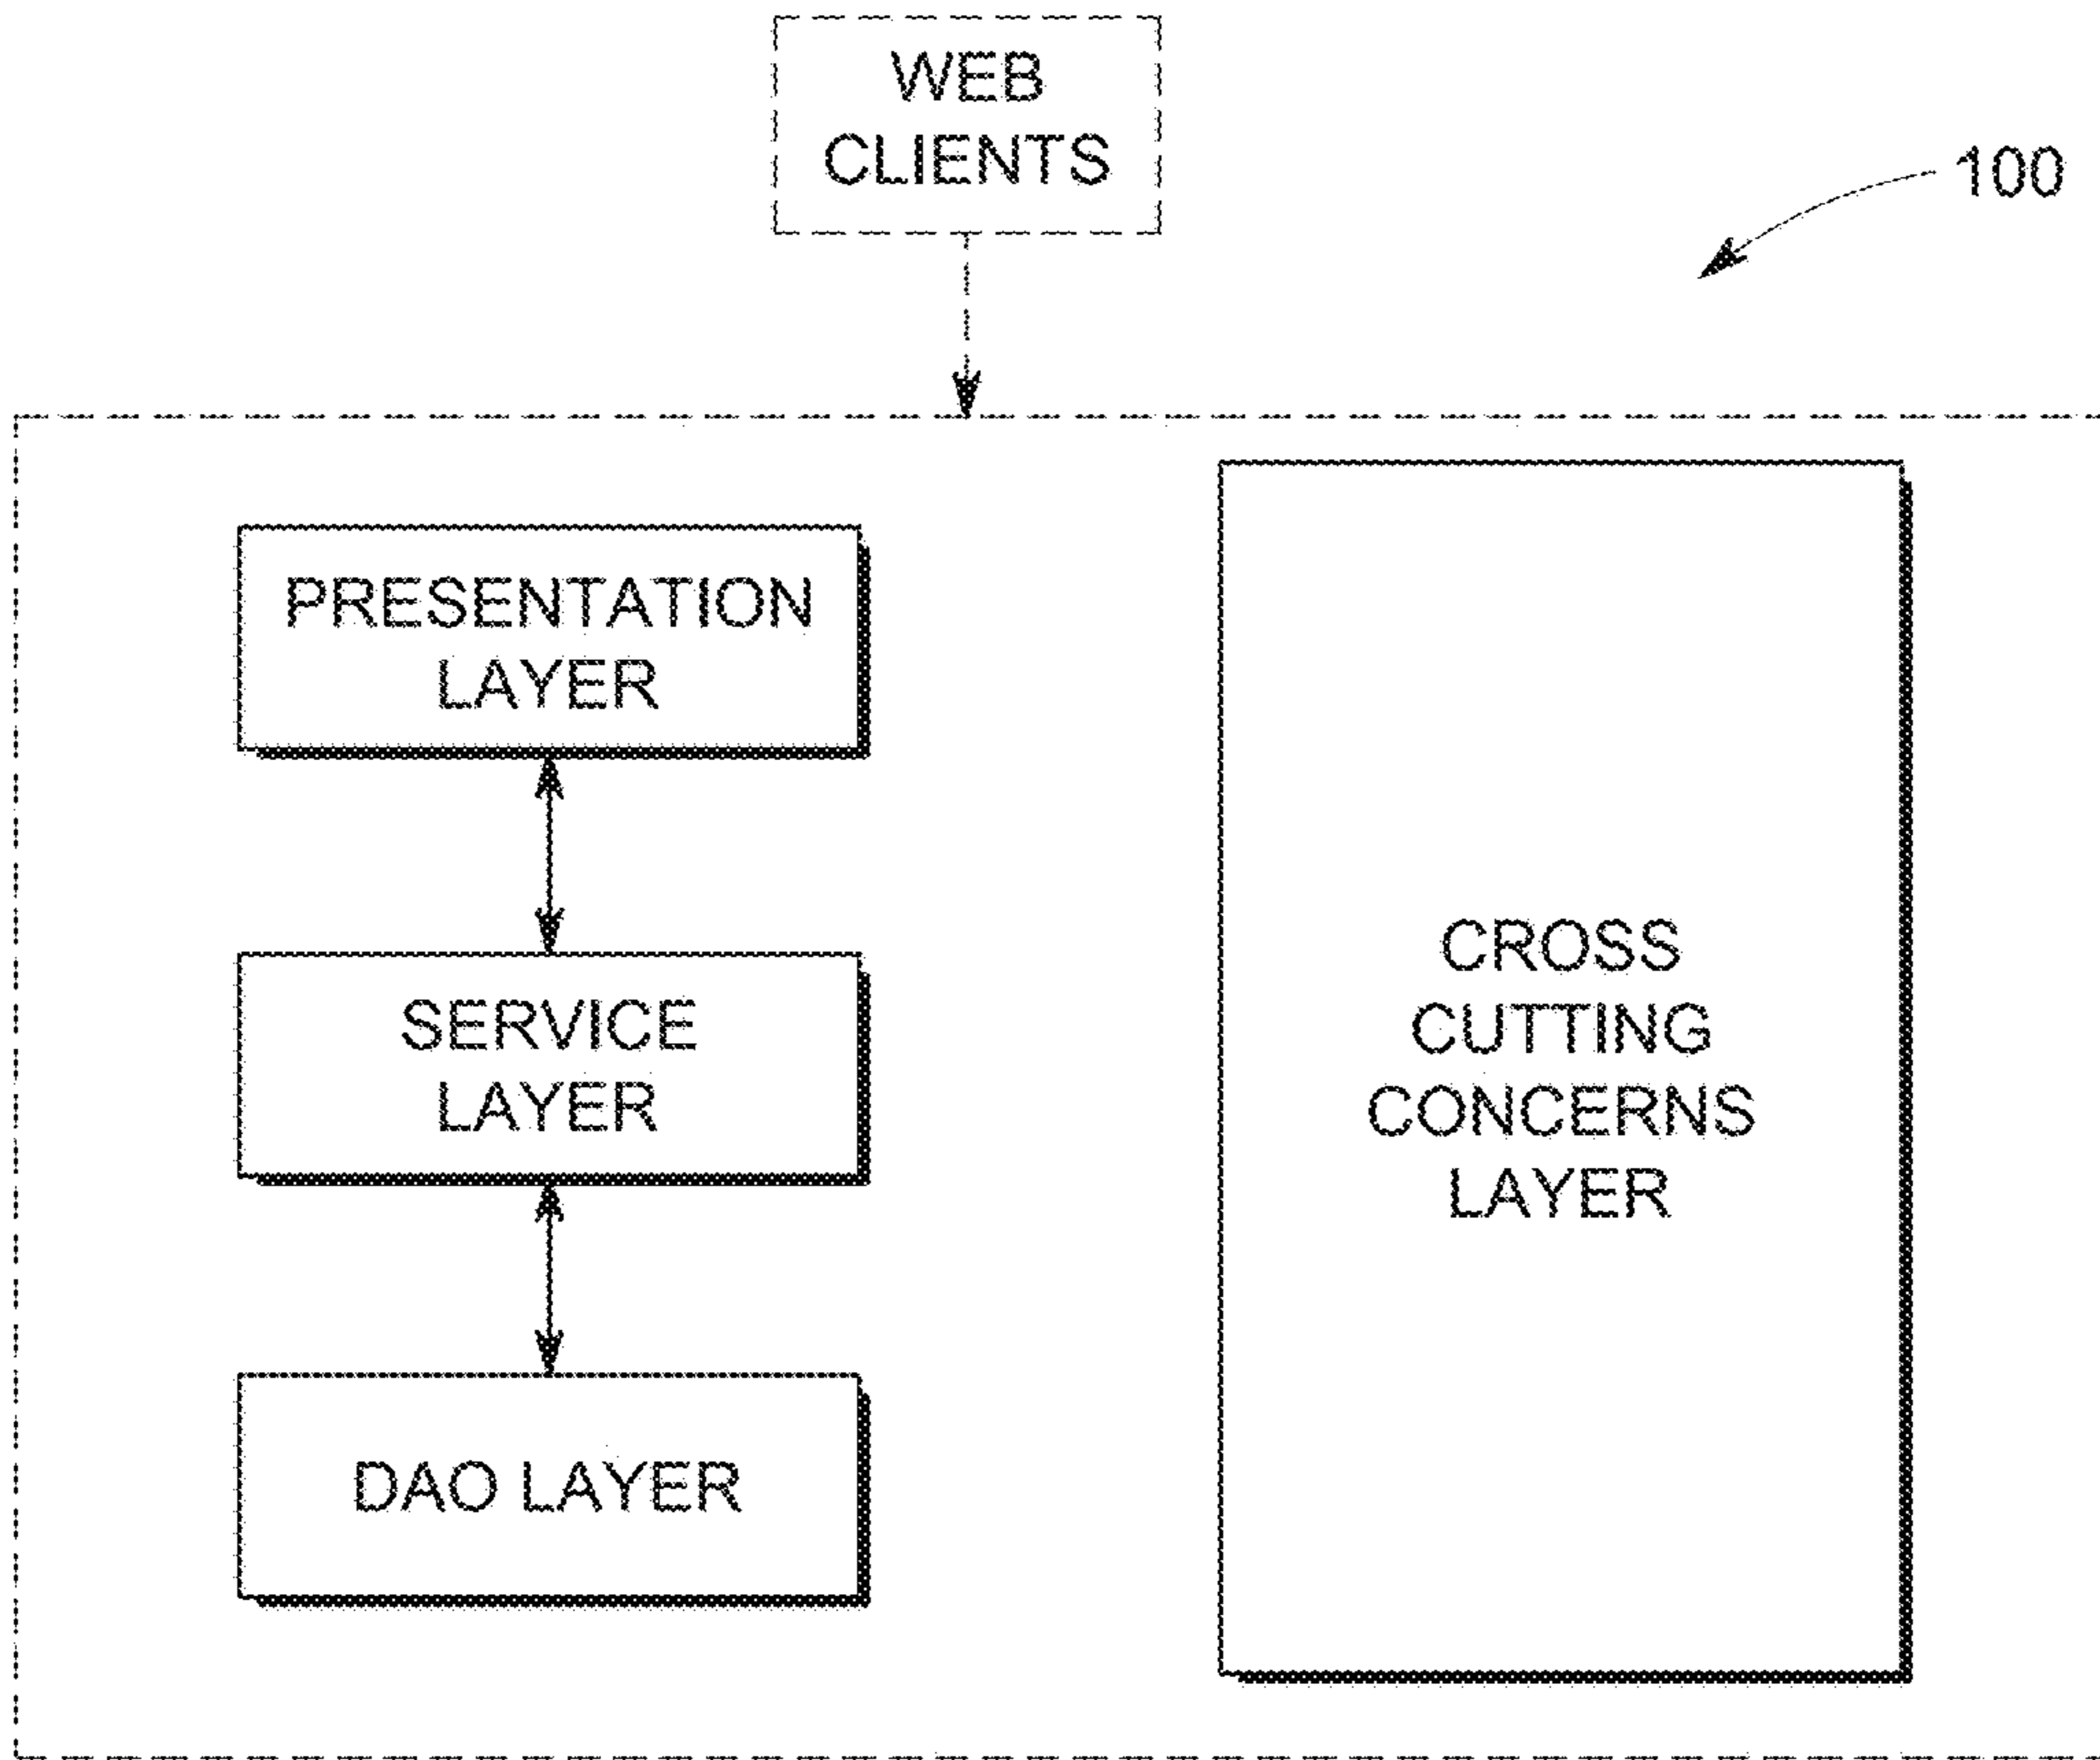 WEB
CLIENTS
100
PRESENTATION
LAYER
SERVICE
LAYER
DAO LAYER
CROSS
CUTTING
CONCERNS
LAYER